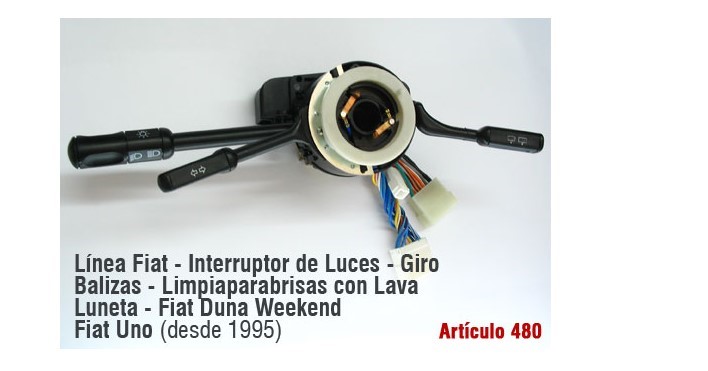 Línea Fiat - Interruptor de Luces - Giro
Balizas - Limpiaparabrisas con Lava
Luneta - Fiat Duna Weekend
Fiat Uno (desde 1995)
Artículo 480